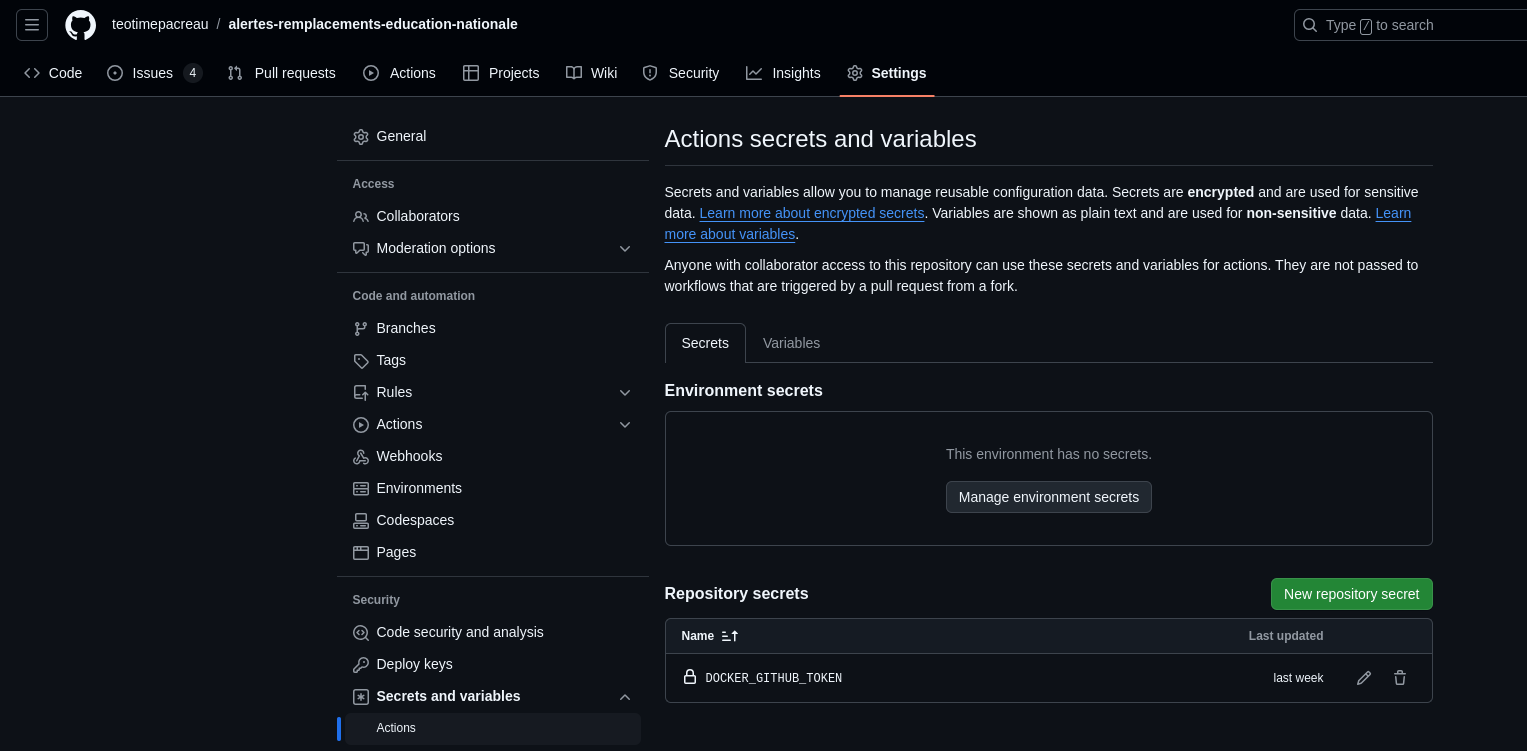 teotimepacreau / alertes-remplacements-education-nationale
Type / to search
Code Issues 4 Pull requests Actions Projects Wiki Security Insights Settings
General
Access
Collaborators
Moderation options
Code and automation
Branches
Tags
Rules
Actions
Webhooks
Environments
Codespaces
Pages
Security
Code security and analysis
Deploy keys
Secrets and variables
Actions
Actions secrets and variables
Secrets and variables allow you to manage reusable configuration data. Secrets are encrypted and are used for sensitive
data. Learn more about encrypted secrets. Variables are shown as plain text and are used for non-sensitive data. Learn
more about variables.
Anyone with collaborator access to this repository can use these secrets and variables for actions. They are not passed to
workflows that are triggered by a pull request from a fork.
Secrets Variables
Environment secrets
This environment has no secrets.
Manage environment secrets
Repository secrets New repository secret
Name Last updated
DOCKER_GITHUB_TOKEN last week